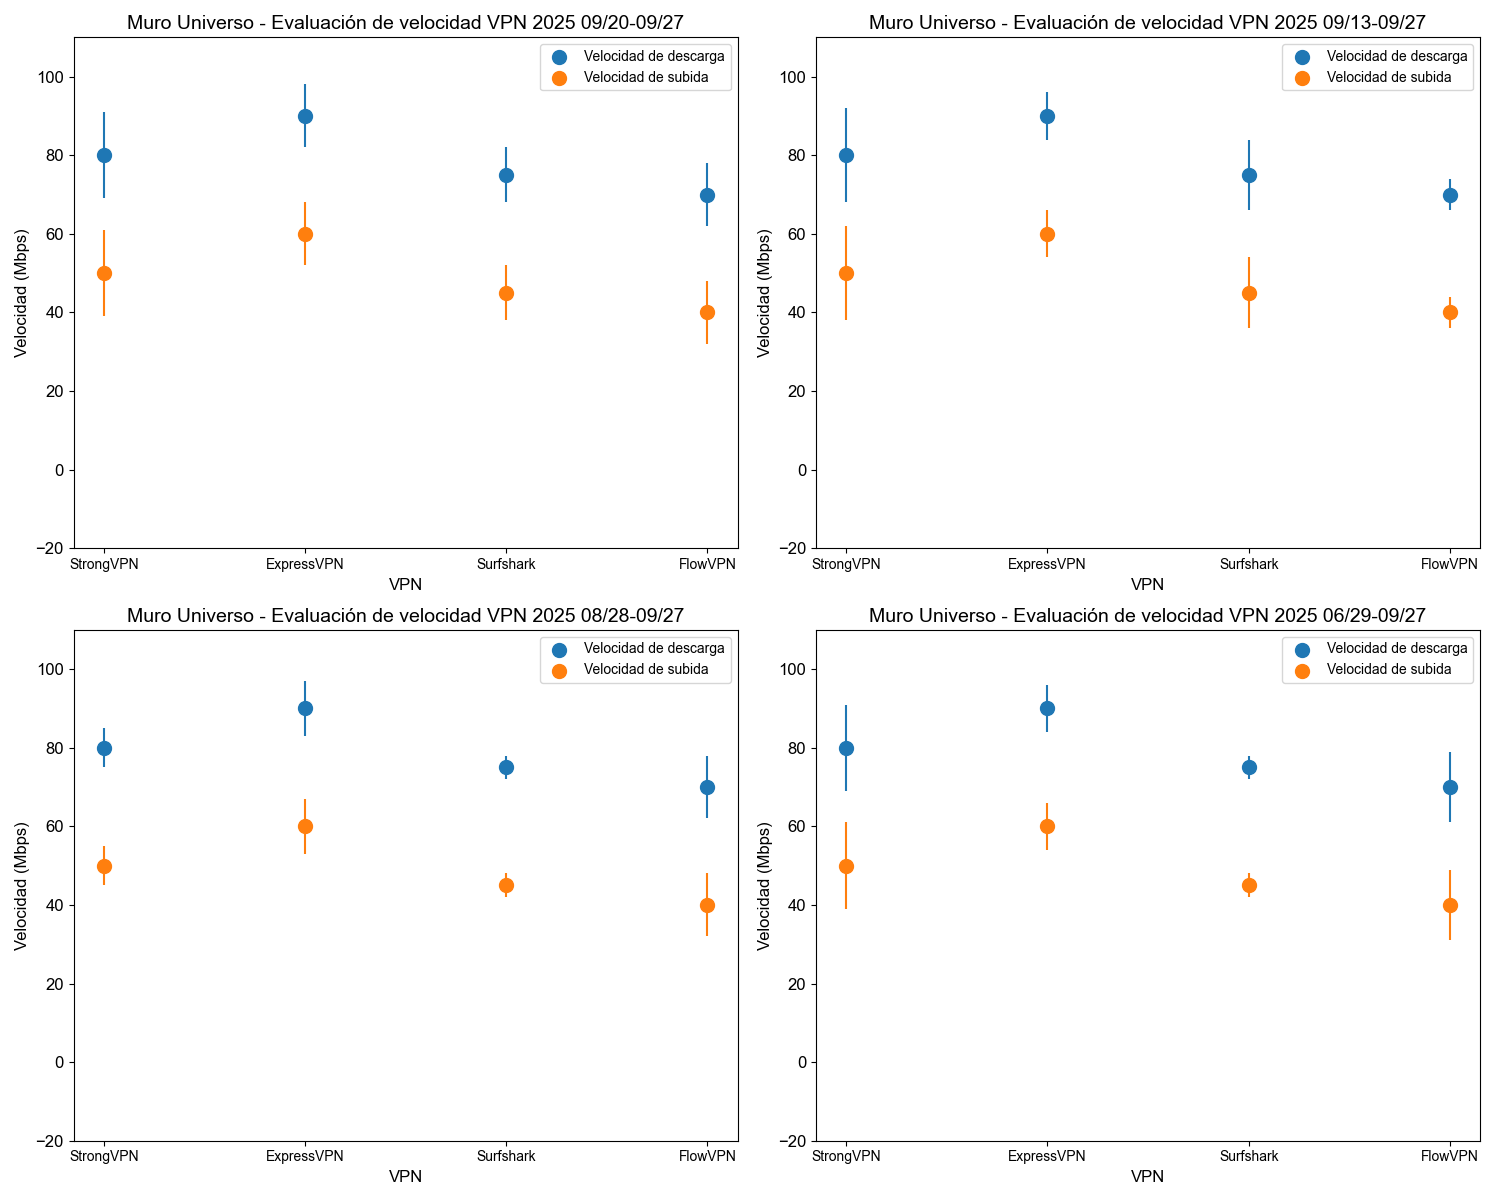 Muro Universo - Evaluación de velocidad VPN 2025 09/20-09/27
Velocidad de descarga
Velocidad de subida
100
80
60
40
20
0
−20
Velocidad (Mbps)
StrongVPN ExpressVPN Surfshark FlowVPN
VPN
Muro Universo - Evaluación de velocidad VPN 2025 09/13-09/27
Velocidad de descarga
Velocidad de subida
100
80
60
40
20
0
−20
Velocidad (Mbps)
StrongVPN ExpressVPN Surfshark FlowVPN
VPN
Muro Universo - Evaluación de velocidad VPN 2025 08/28-09/27
Velocidad de descarga
Velocidad de subida
100
80
60
40
20
0
−20
Velocidad (Mbps)
StrongVPN ExpressVPN Surfshark FlowVPN
VPN
Muro Universo - Evaluación de velocidad VPN 2025 06/29-09/27
Velocidad de descarga
Velocidad de subida
100
80
60
40
20
0
−20
Velocidad (Mbps)
StrongVPN ExpressVPN Surfshark FlowVPN
VPN